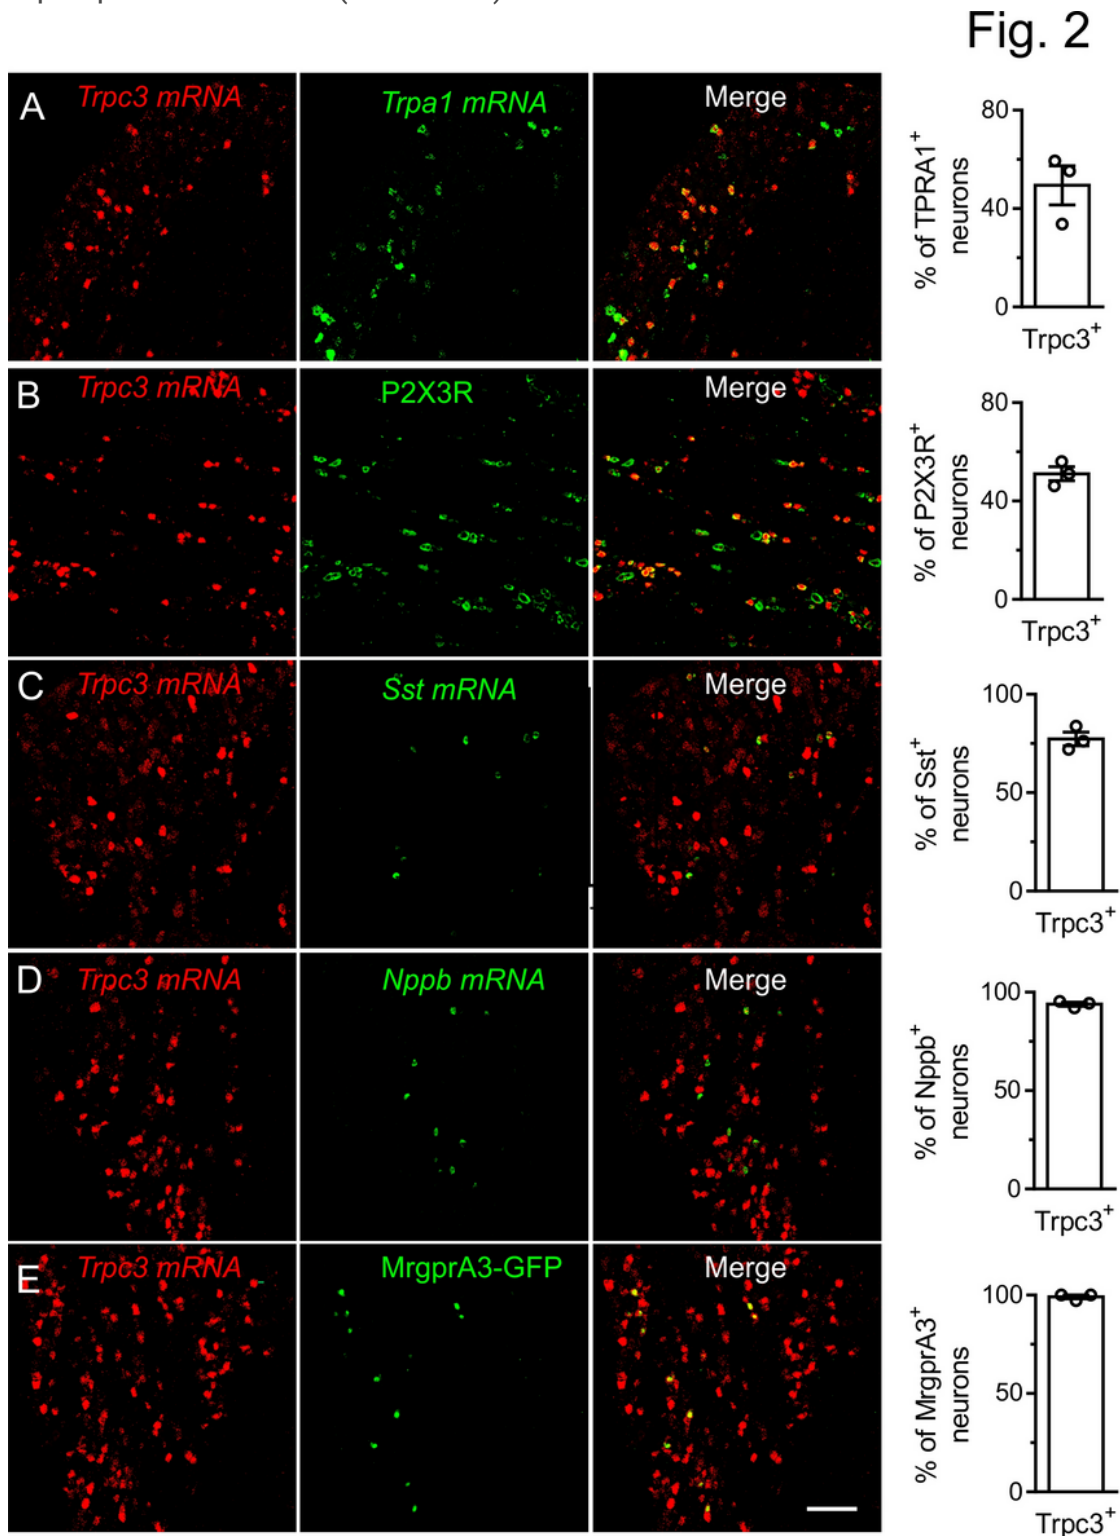 Fig. 2
A
Trpc3 mRNA
Trpa1 mRNA
Merge
80
40
0
% of TPRA1+
neurons
Trpc3+
B
Trpc3 mRNA
P2X3R
Merge
80
40
0
% of P2X3R+
neurons
Trpc3+
C
Trpc3 mRNA
Sst mRNA
Merge
100
50
0
% of Sst+
neurons
Trpc3+
D
Trpc3 mRNA
Nppb mRNA
Merge
100
50
0
% of Nppb+
neurons
Trpc3+
E
Trpc3 mRNA
MrgprA3-GFP
Merge
100
50
0
% of MrgprA3+
neurons
Trpc3+